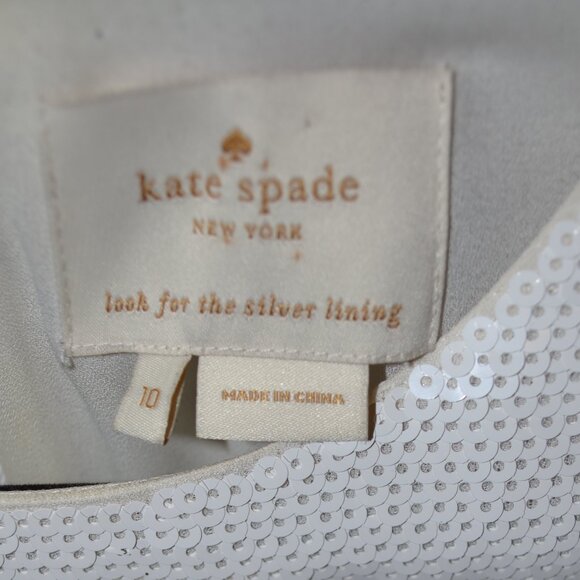 kate spade
NEW YORK
look for the silver lining
10
MADE IN CHINA